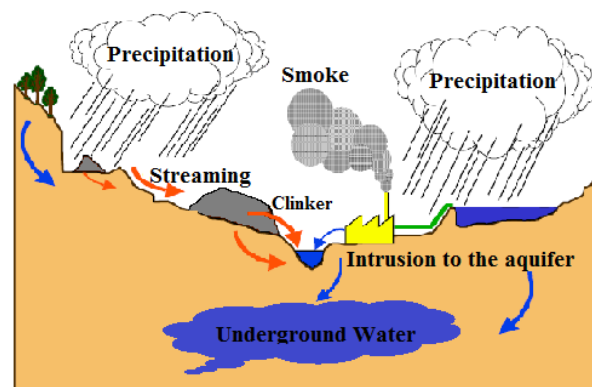 Precipitation
Smoke
Precipitation
Streaming
Clinker
Intrusion to the aquifer
Underground Water